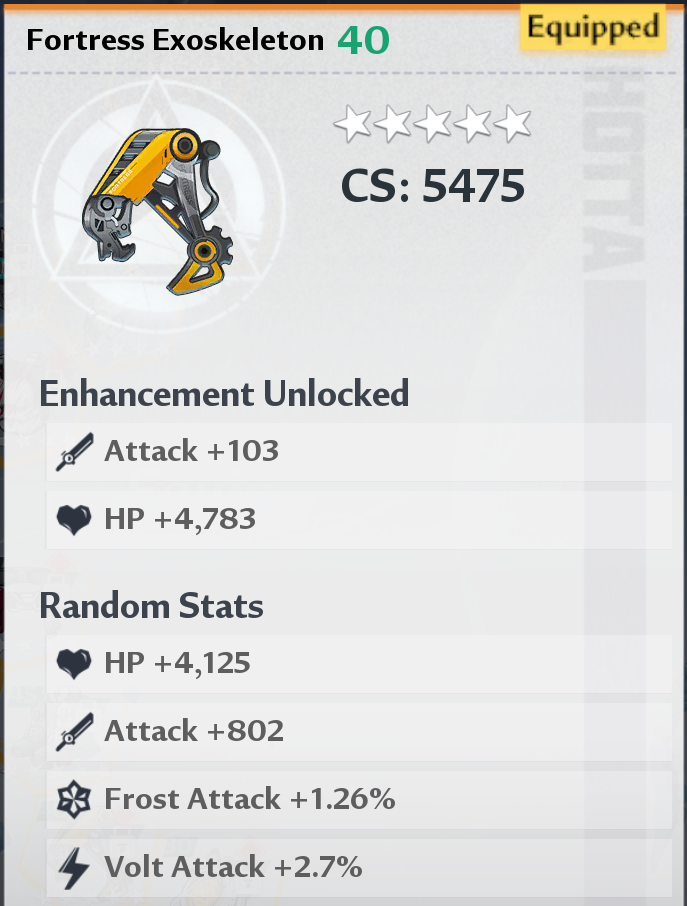 Fortress Exoskeleton 40
Equipped
CS: 5475
HOTTA
Enhancement Unlocked
Attack +103
HP +4,783
Random Stats
HP +4,125
Attack +802
Frost Attack +1.26%
Volt Attack +2.7%